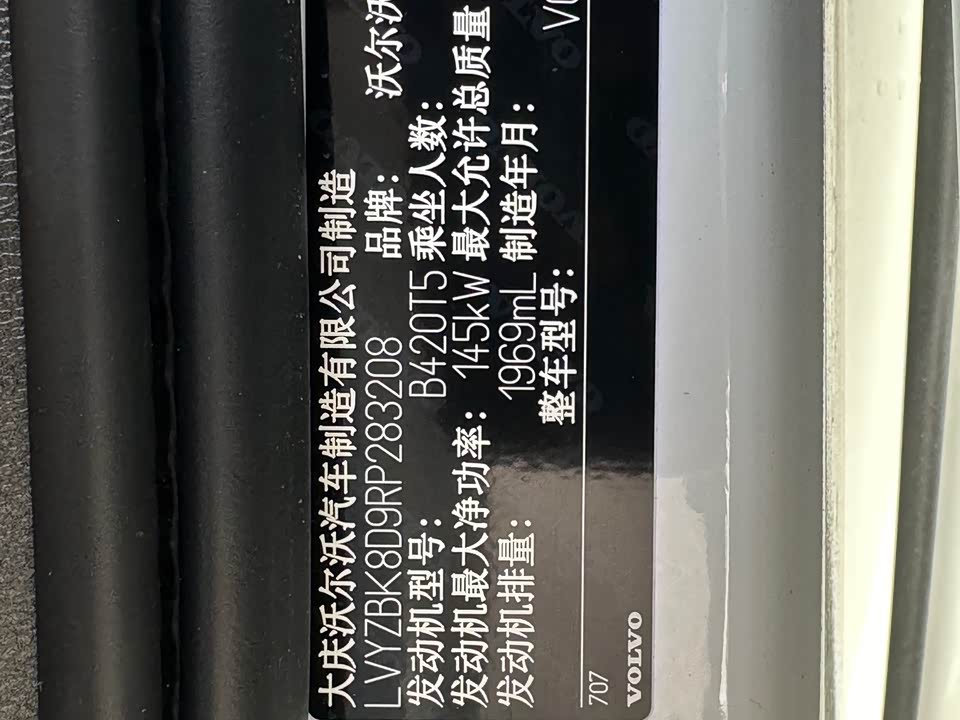 大庆沃尔沃汽车制造有限公司制造
LVYZBK8D9RP283208 品牌: 沃尔沃
发动机型号: B420T5 乘坐人数:
发动机最大净功率: 145kW 最大允许总质量
发动机排量: 1969mL 制造年月:
整车型号:
707
VOLVO